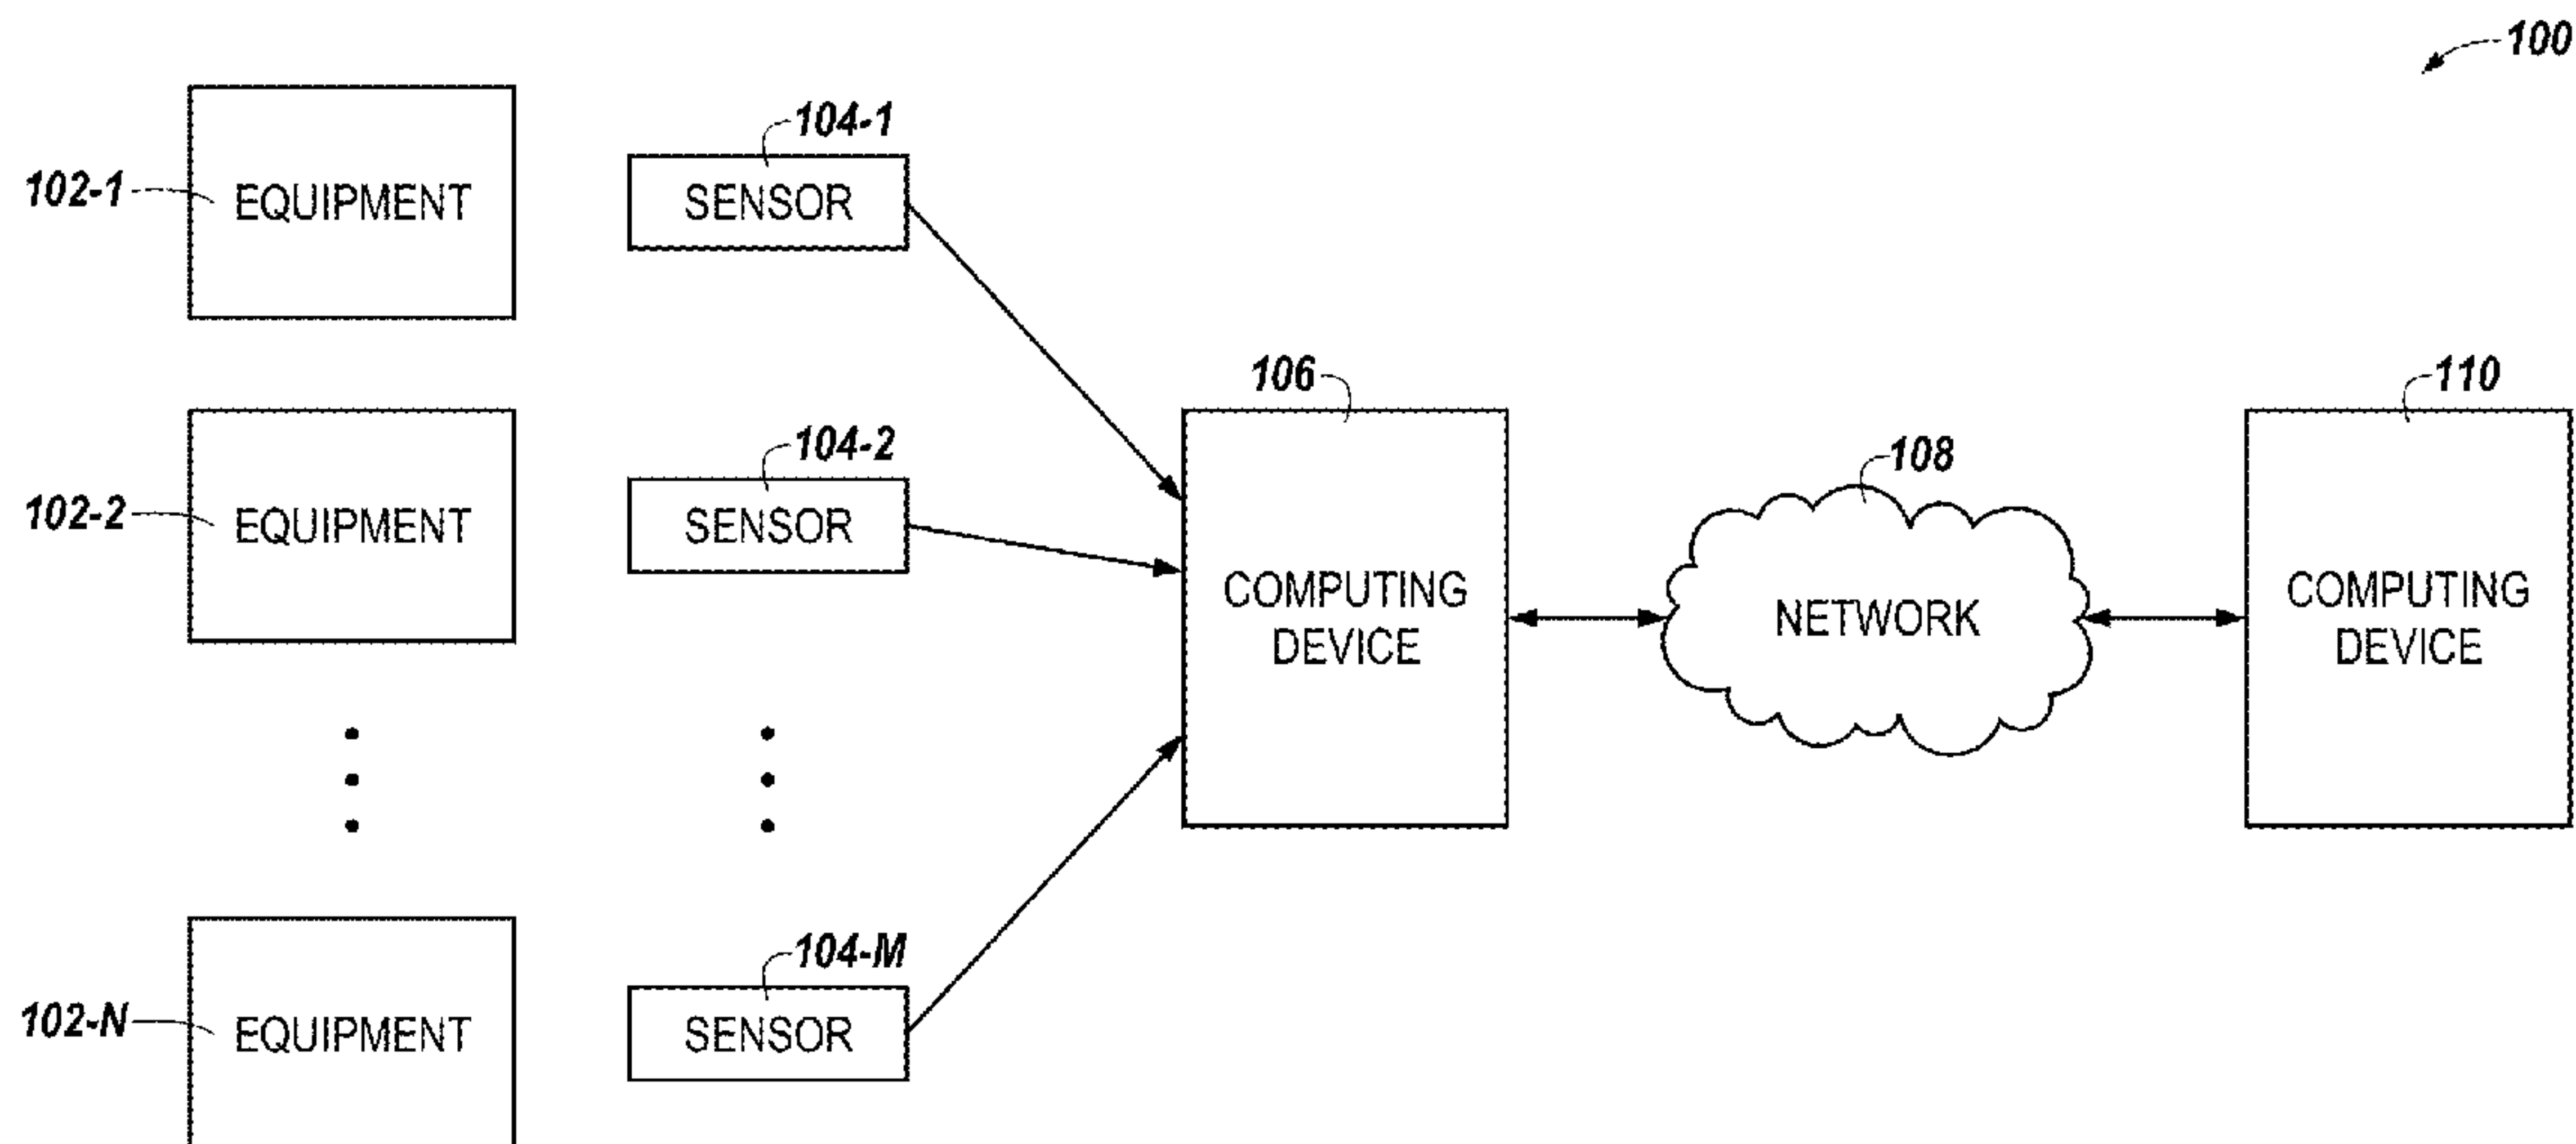 100
104-1
102-1
EQUIPMENT
SENSOR
106
110
104-2
108
102-2
EQUIPMENT
SENSOR
COMPUTING
DEVICE
NETWORK
COMPUTING
DEVICE
104-M
102-N
EQUIPMENT
SENSOR